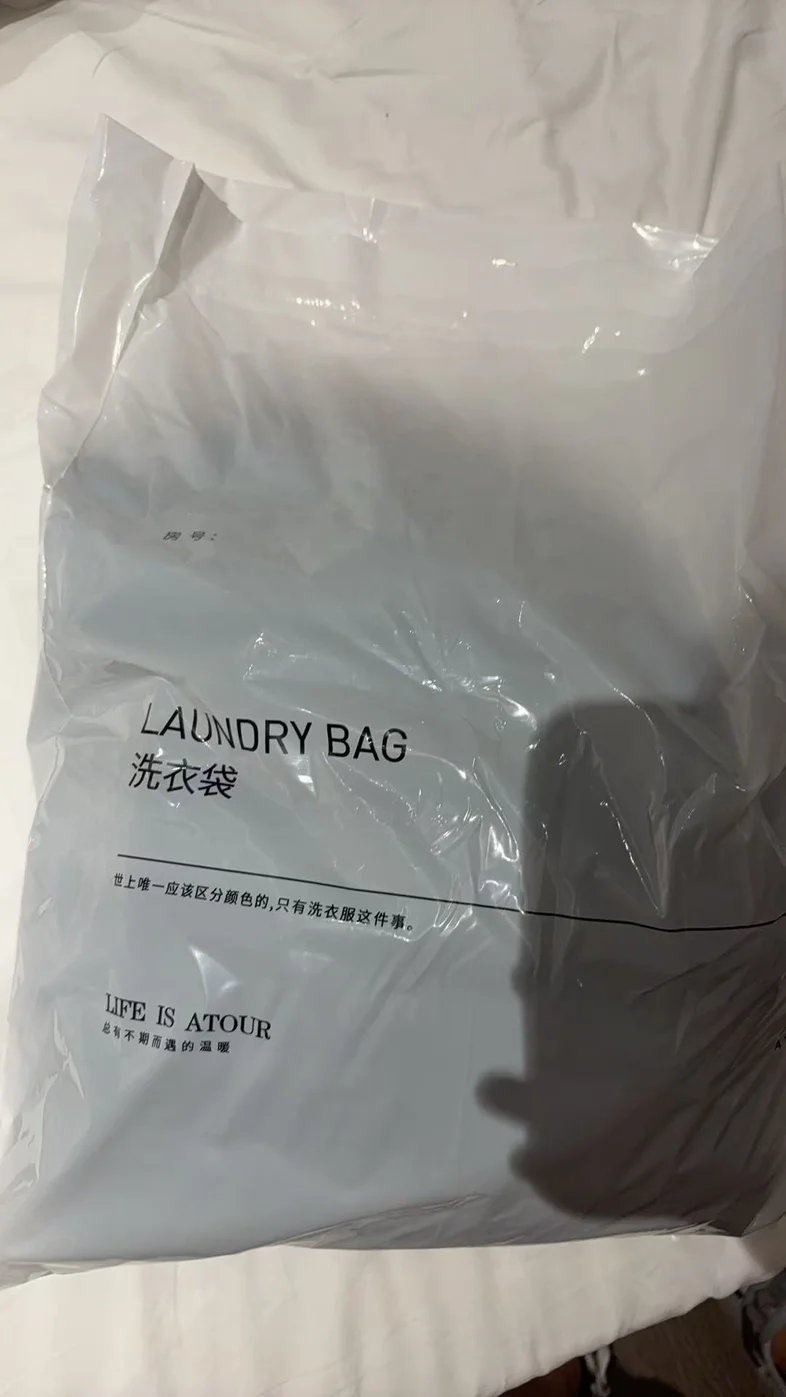 房号：
LAUNDRY BAG
洗衣袋
世上唯一应该区分颜色的,只有洗衣服这件事。
LIFE IS ATOUR
总有不期而遇的温暖